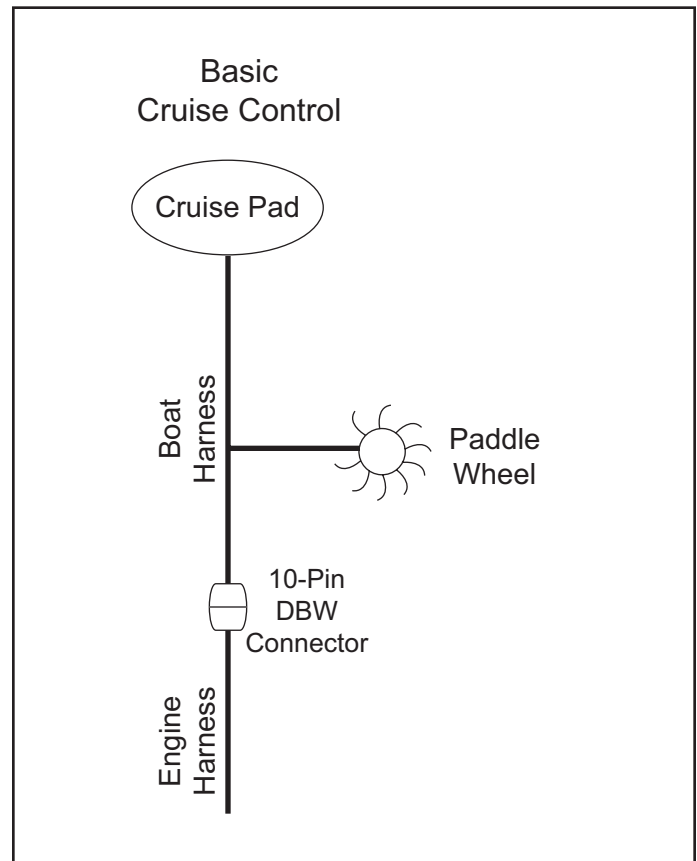 Basic
Cruise Control
Cruise Pad
Boat
Harness
Paddle
Wheel
10-Pin
DBW
Connector
Engine
Harness